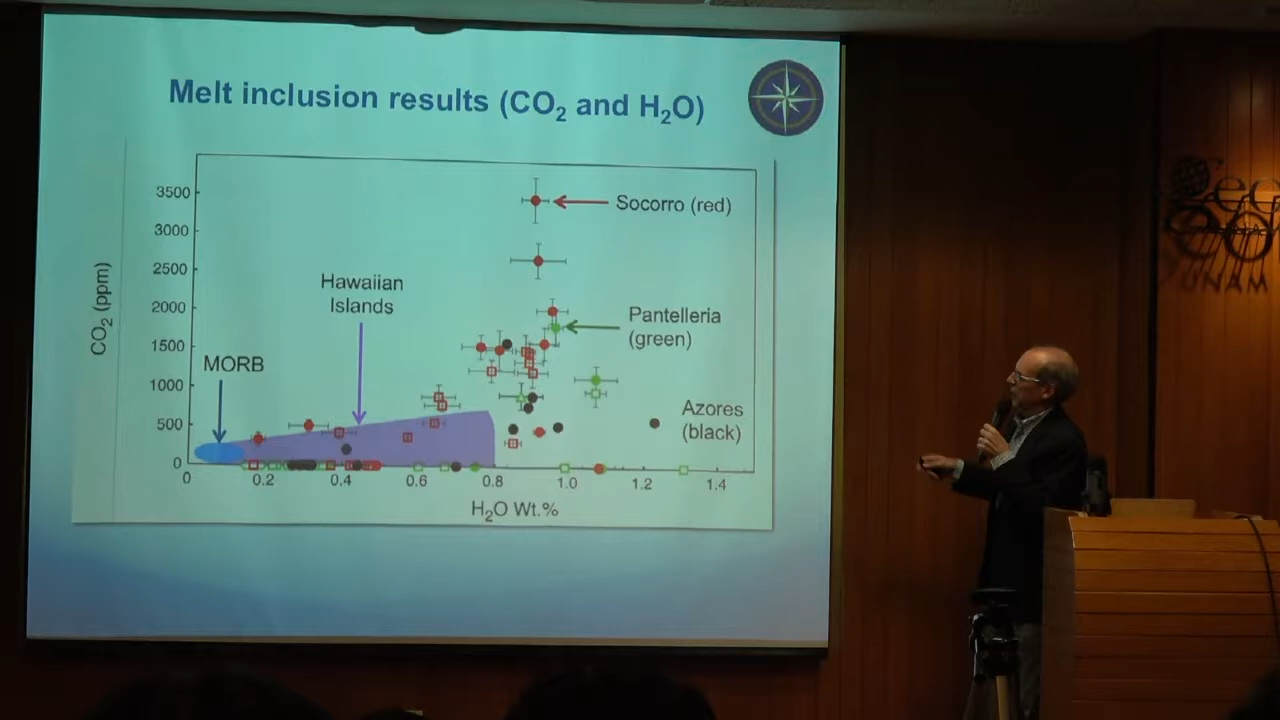 Melt inclusion results (CO₂ and H₂O)
3500
3000
2500
2000
1500
1000
500
0
CO₂ (ppm)
Socorro (red)
Hawaiian
Islands
Pantelleria
(green)
MORB
Azores
(black)
0 0.2 0.4 0.6 0.8 1.0 1.2 1.4
H₂O Wt.%
UNAM